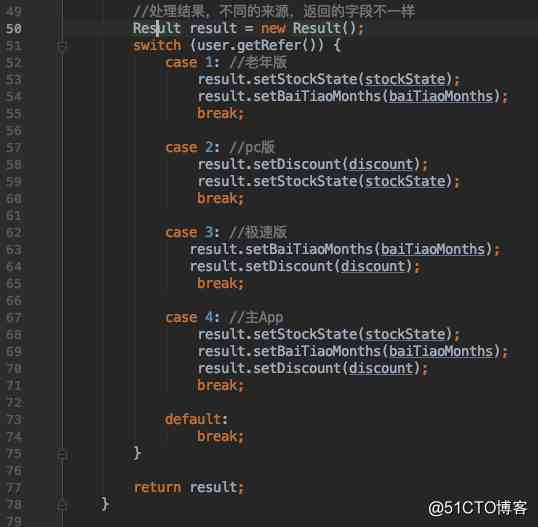 49 //处理结果，不同的来源，返回的字段不一样
50 Result result = new Result();
51 switch (user.getRefer()) {
52 case 1: //老年版
53 result.setStockState(stockState);
54 result.setBaiTiaoMonths(baiTiaoMonths);
55 break;
56
57 case 2: //pc版
58 result.setDiscount(discount);
59 result.setStockState(stockState);
60 break;
61
62 case 3: //极速版
63 result.setBaiTiaoMonths(baiTiaoMonths);
64 result.setDiscount(discount);
65 break;
66
67 case 4: //主App
68 result.setStockState(stockState);
69 result.setBaiTiaoMonths(baiTiaoMonths);
70 result.setDiscount(discount);
71 break;
72
73 default:
74 break;
75 }
76
77 return result;
78 }
79
@51CTO博客